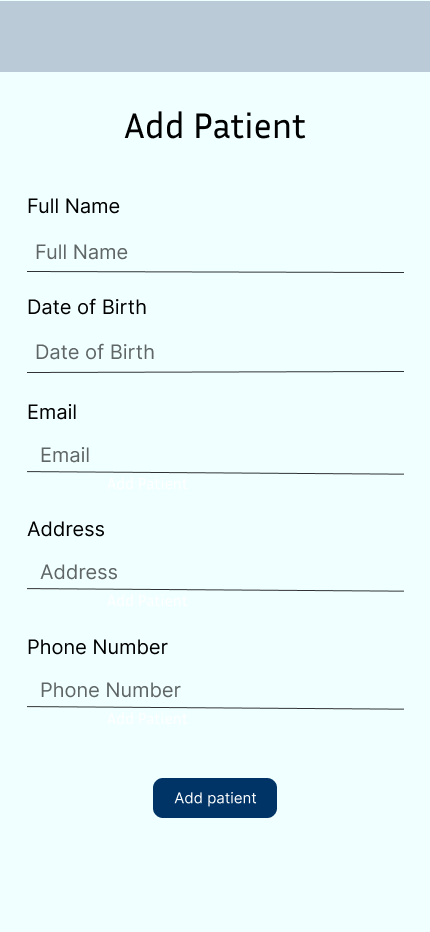 Add Patient
Full Name
Full Name
Date of Birth
Date of Birth
Email
Email
Address
Address
Phone Number
Phone Number
Add patient